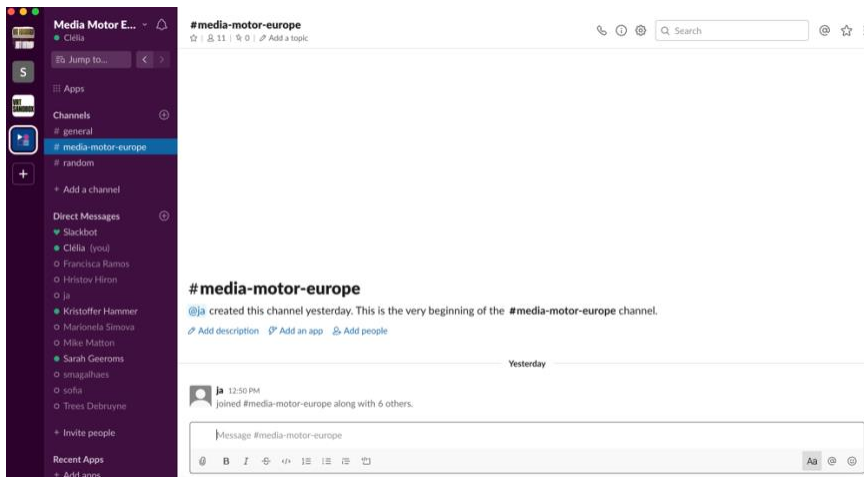 Media Motor E...
Clélia
Jump to...
Apps
Channels
# general
# media-motor-europe
# random
+ Add a channel
Direct Messages
Slackbot
Clélia (you)
Francisca Ramos
Hristov Hiron
ja
Kristoffer Hammer
Marionela Simova
Mike Matton
Sarah Geeroms
smagalhaes
sofia
Trees Debruyne
+ Invite people
Recent Apps
+ Add apps
S
VRT
SANDBOX
#media-motor-europe
11 | 0 | Add a topic
Search
#media-motor-europe
@ja created this channel yesterday. This is the very beginning of the #media-motor-europe channel.
Add description Add an app Add people
Yesterday
ja 12:50 PM
joined #media-motor-europe along with 6 others.
Message #media-motor-europe
B I S </>
Aa @